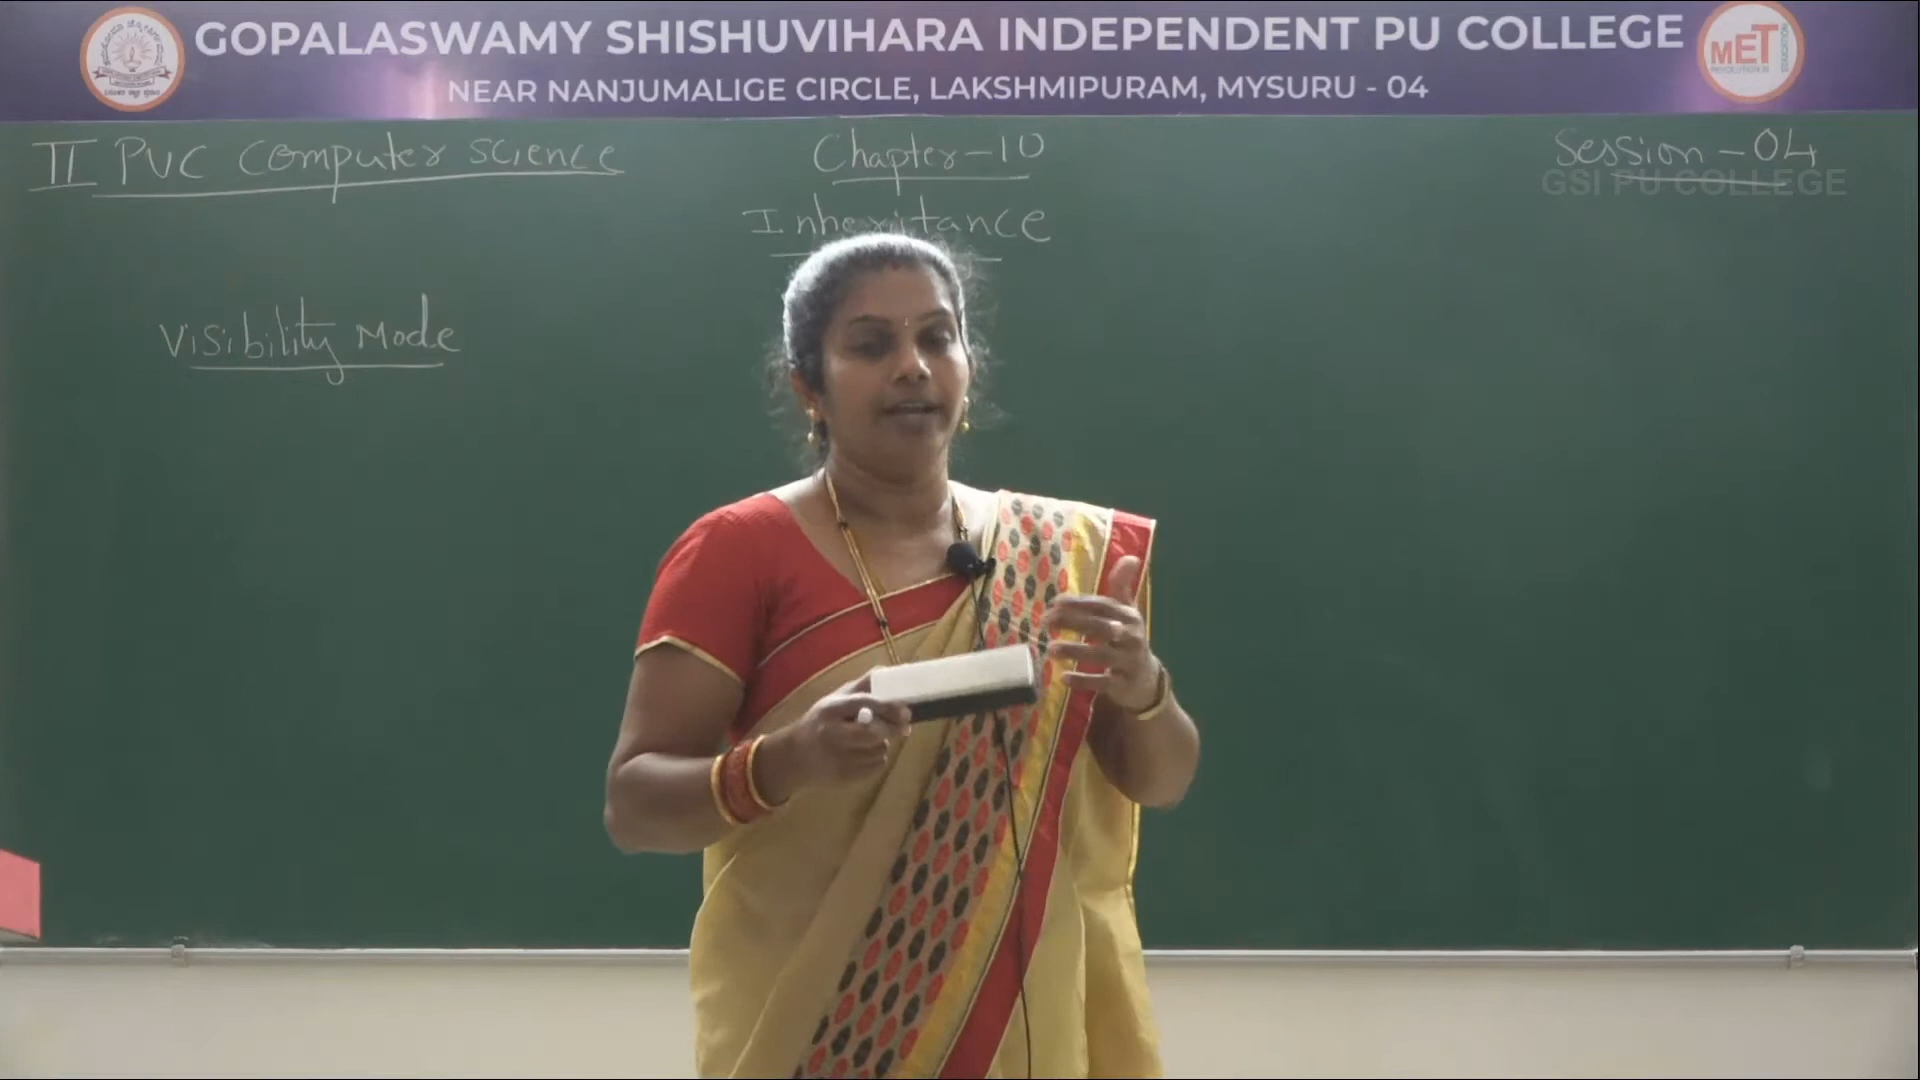 GOPALASWAMY SHISHUVIHARA INDEPENDENT PU COLLEGE
NEAR NANJUMALIGE CIRCLE, LAKSHMIPURAM, MYSURU - 04
MET
II PUC Computer science
Chapter-10
Session-04
GSI PU COLLEGE
Inheritance
Visibility Mode